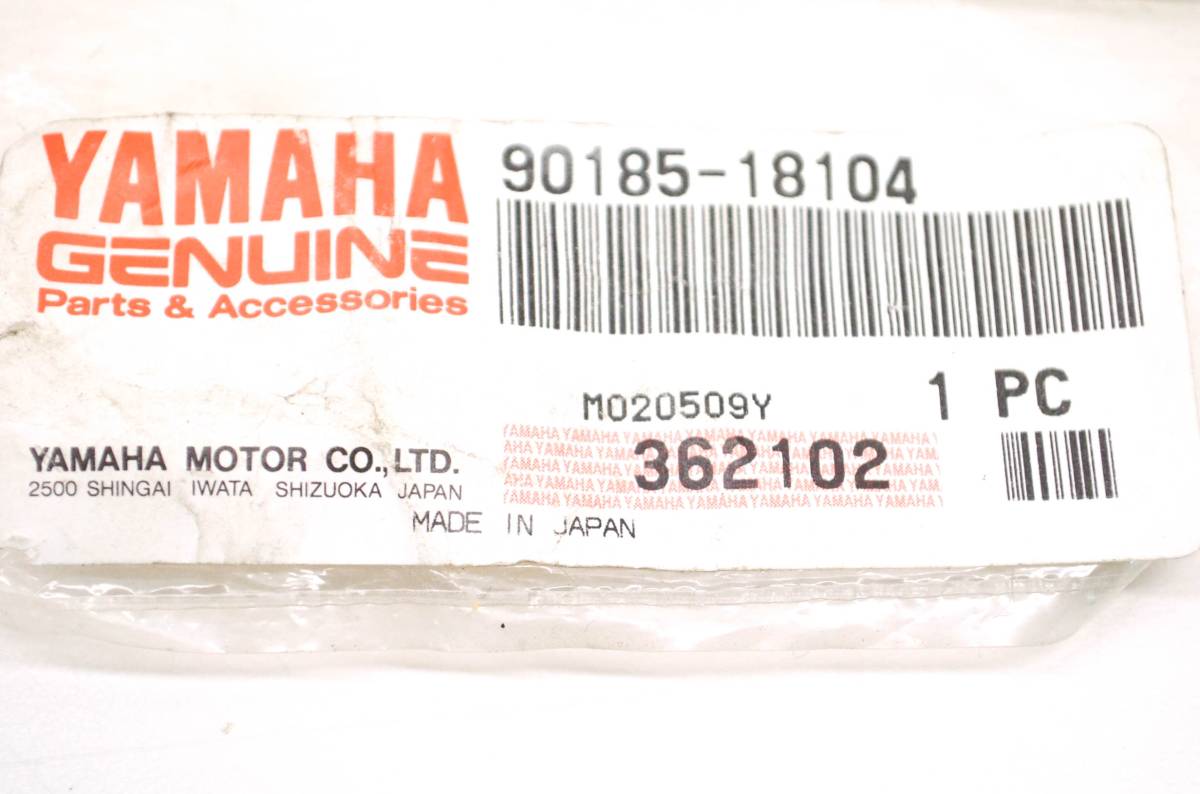 YAMAHA
GENUINE
Parts & Accessories
90185-18104
M020509Y
1 PC
362102
YAMAHA MOTOR CO.,LTD.
2500 SHINGAI IWATA SHIZUOKA JAPAN
MADE IN JAPAN